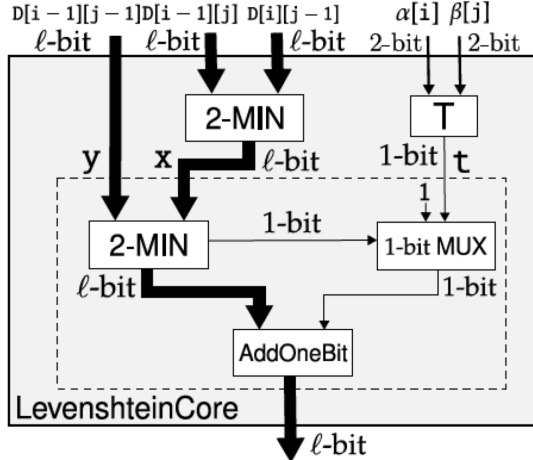 D[i − 1][j − 1] D[i − 1][j] D[i][j − 1] α[i] β[j]
ℓ-bit ℓ-bit ℓ-bit 2-bit 2-bit
2-MIN T
y x ℓ-bit 1-bit t
1
2-MIN 1-bit 1-bit MUX
ℓ-bit 1-bit
AddOneBit
LevenshteinCore
ℓ-bit